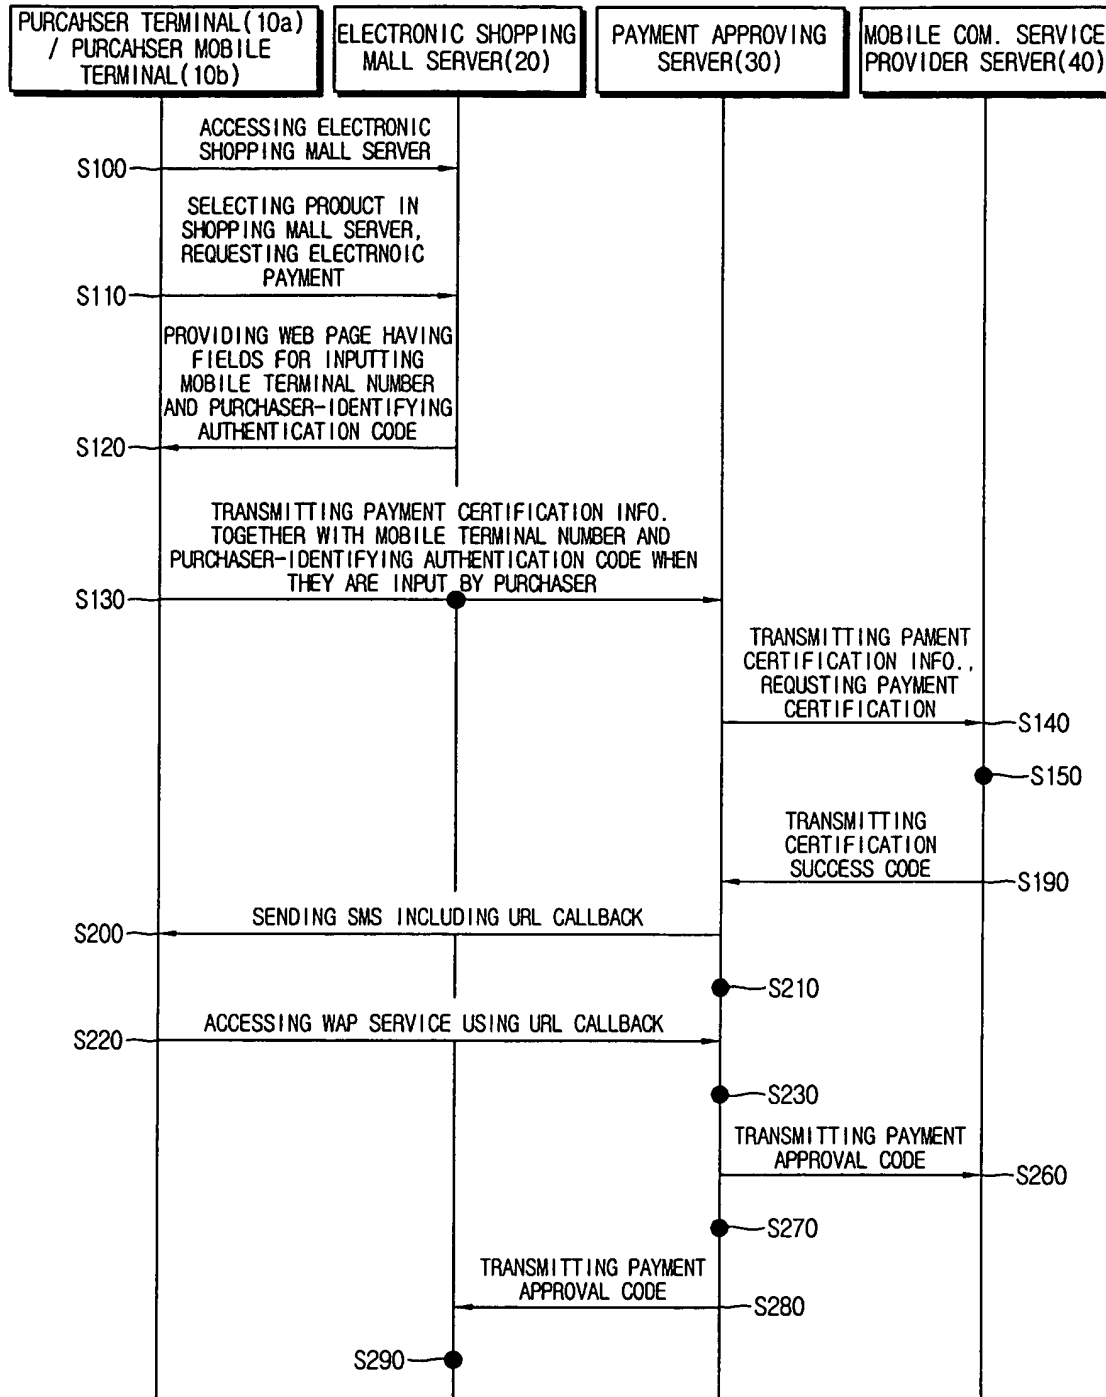 PURCAHSER TERMINAL(10a)
/ PURCAHSER MOBILE
TERMINAL(10b)
ELECTRONIC SHOPPING
MALL SERVER(20)
PAYMENT APPROVING
SERVER(30)
MOBILE COM. SERVICE
PROVIDER SERVER(40)
ACCESSING ELECTRONIC
SHOPPING MALL SERVER
S100
SELECTING PRODUCT IN
SHOPPING MALL SERVER,
REQUESTING ELECTRNOIC
PAYMENT
S110
PROVIDING WEB PAGE HAVING
FIELDS FOR INPUTTING
MOBILE TERMINAL NUMBER
AND PURCHASER-IDENTIFYING
AUTHENTICATION CODE
S120
TRANSMITTING PAYMENT CERTIFICATION INFO.
TOGETHER WITH MOBILE TERMINAL NUMBER AND
PURCHASER-IDENTIFYING AUTHENTICATION CODE WHEN
THEY ARE INPUT BY PURCHASER
S130
TRANSMITTING PAMENT
CERTIFICATION INFO.,
REQUSTING PAYMENT
CERTIFICATION
S140
S150
TRANSMITTING
CERTIFICATION
SUCCESS CODE
S190
SENDING SMS INCLUDING URL CALLBACK
S200
S210
ACCESSING WAP SERVICE USING URL CALLBACK
S220
S230
TRANSMITTING PAYMENT
APPROVAL CODE
S260
S270
TRANSMITTING PAYMENT
APPROVAL CODE
S280
S290